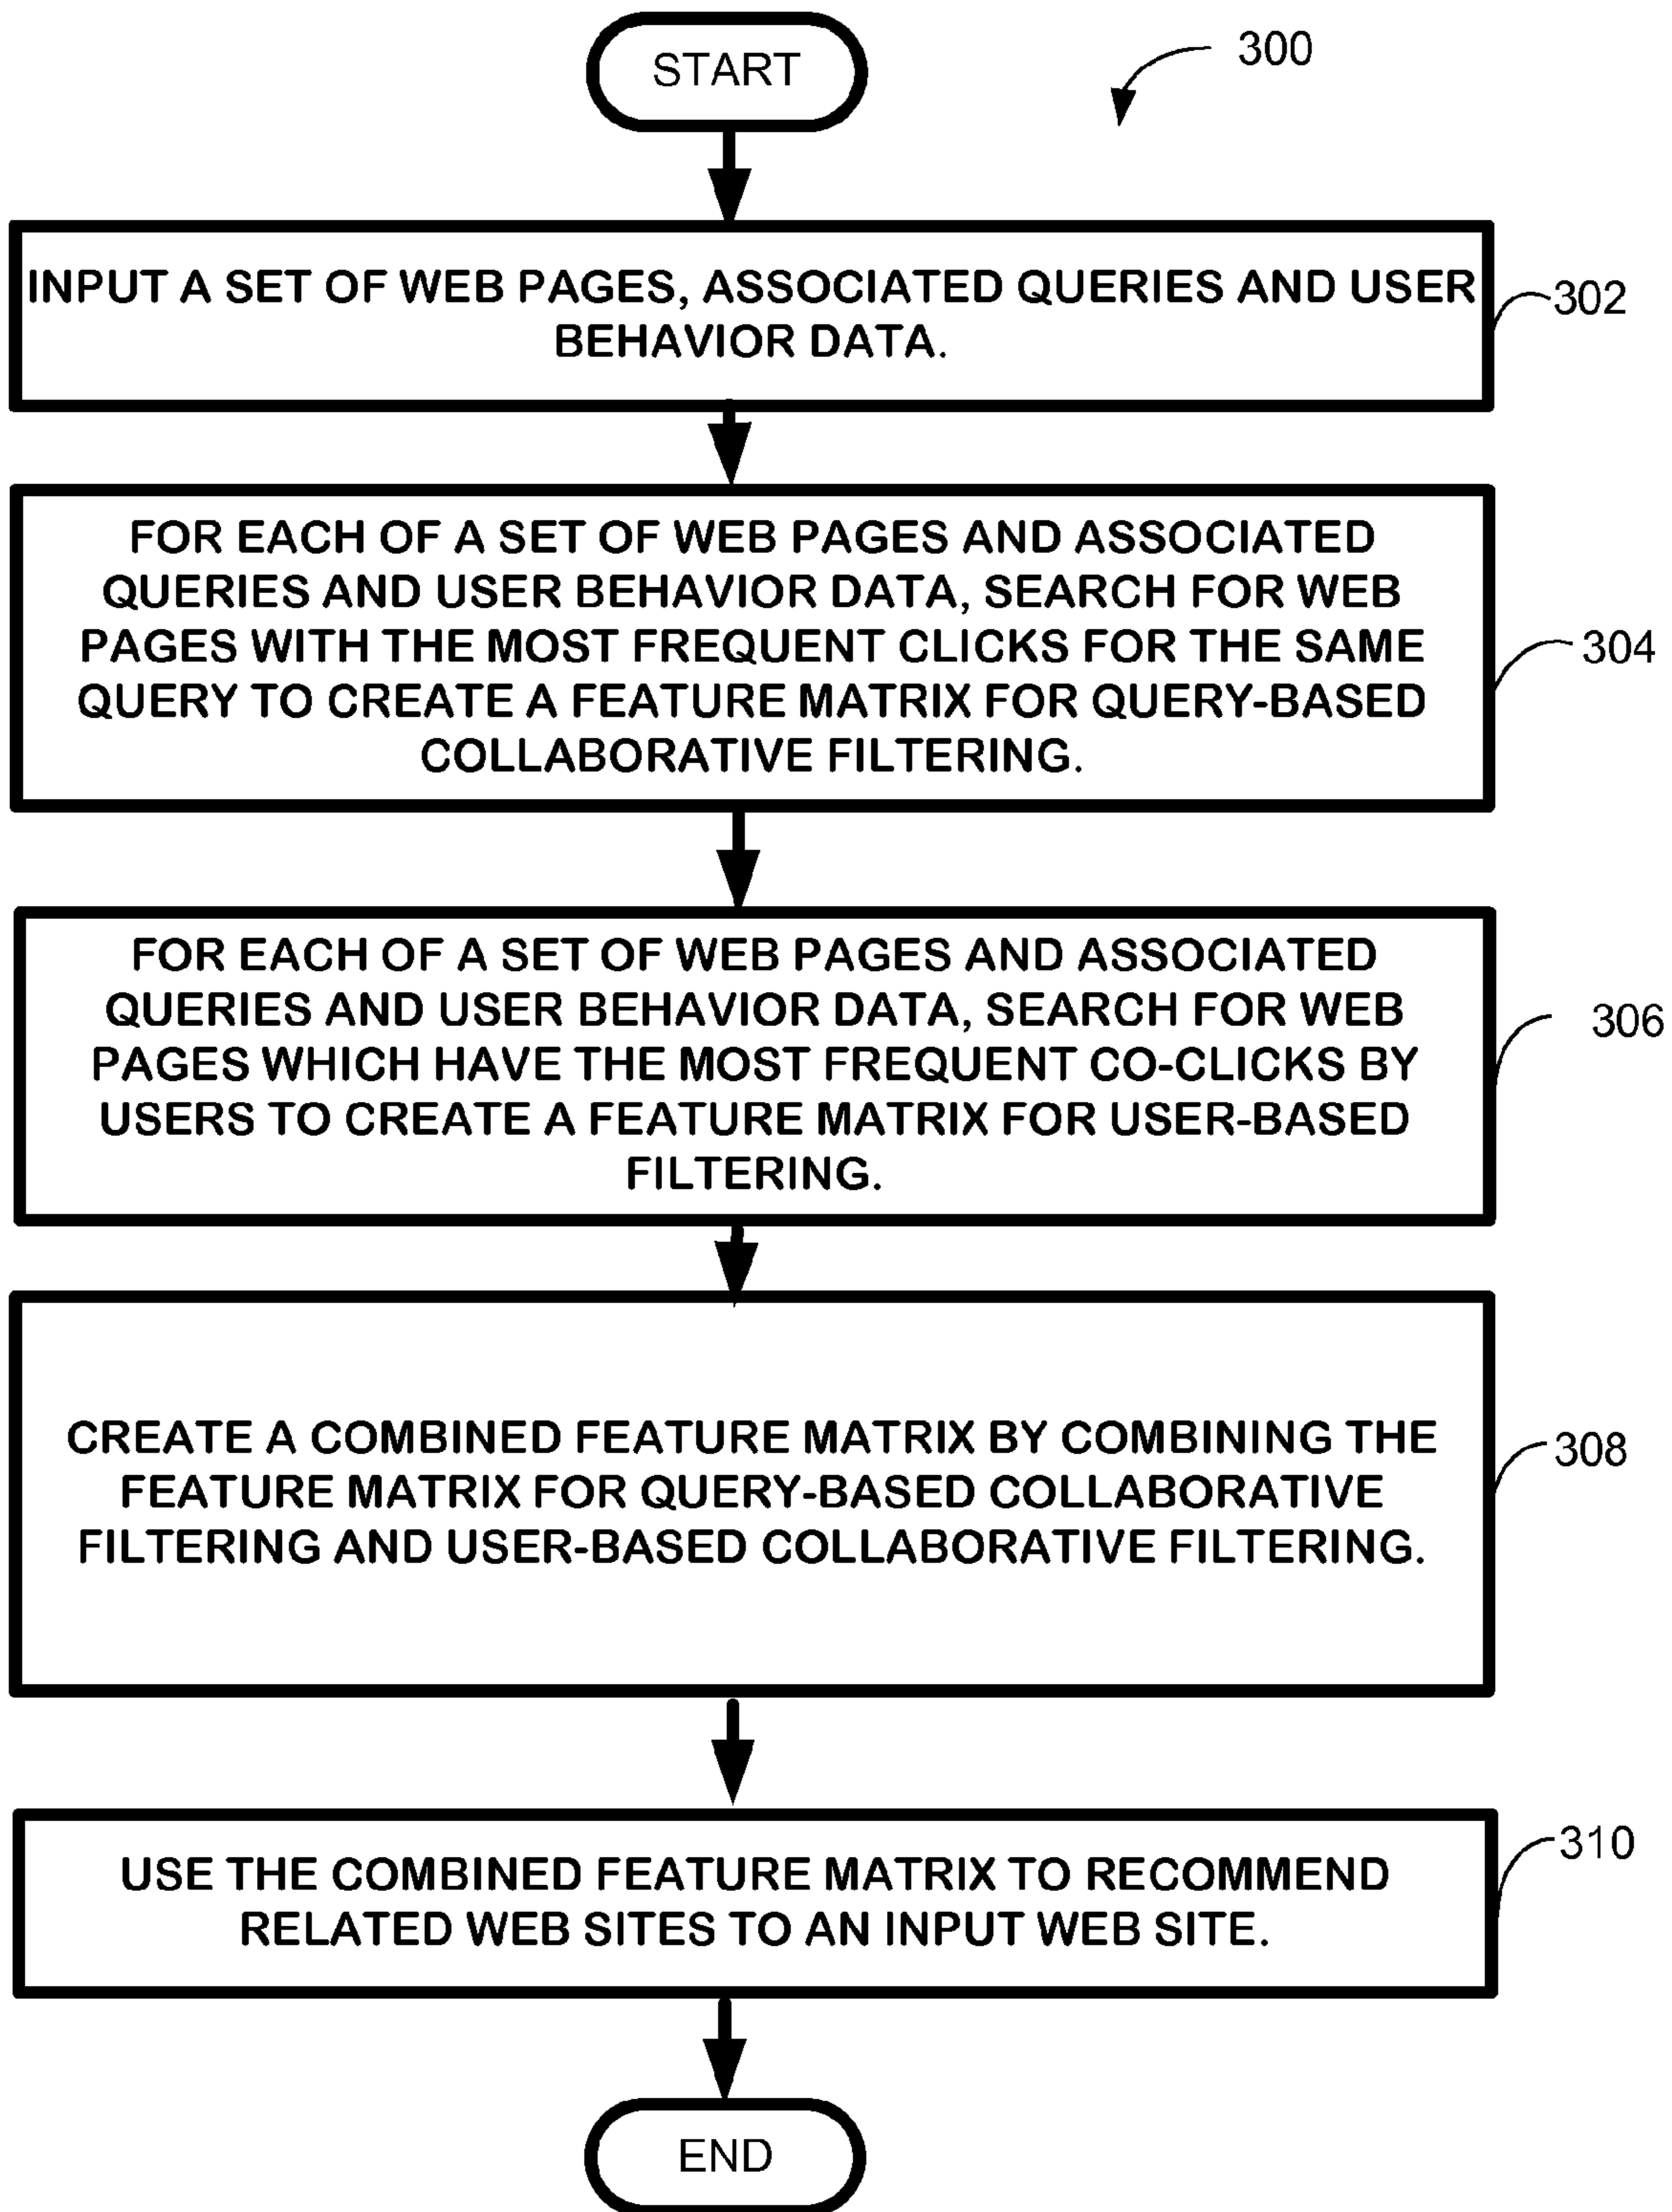 START
300
INPUT A SET OF WEB PAGES, ASSOCIATED QUERIES AND USER
BEHAVIOR DATA.
302
FOR EACH OF A SET OF WEB PAGES AND ASSOCIATED
QUERIES AND USER BEHAVIOR DATA, SEARCH FOR WEB
PAGES WITH THE MOST FREQUENT CLICKS FOR THE SAME
QUERY TO CREATE A FEATURE MATRIX FOR QUERY-BASED
COLLABORATIVE FILTERING.
304
FOR EACH OF A SET OF WEB PAGES AND ASSOCIATED
QUERIES AND USER BEHAVIOR DATA, SEARCH FOR WEB
PAGES WHICH HAVE THE MOST FREQUENT CO-CLICKS BY
USERS TO CREATE A FEATURE MATRIX FOR USER-BASED
FILTERING.
306
CREATE A COMBINED FEATURE MATRIX BY COMBINING THE
FEATURE MATRIX FOR QUERY-BASED COLLABORATIVE
FILTERING AND USER-BASED COLLABORATIVE FILTERING.
308
USE THE COMBINED FEATURE MATRIX TO RECOMMEND
RELATED WEB SITES TO AN INPUT WEB SITE.
310
END